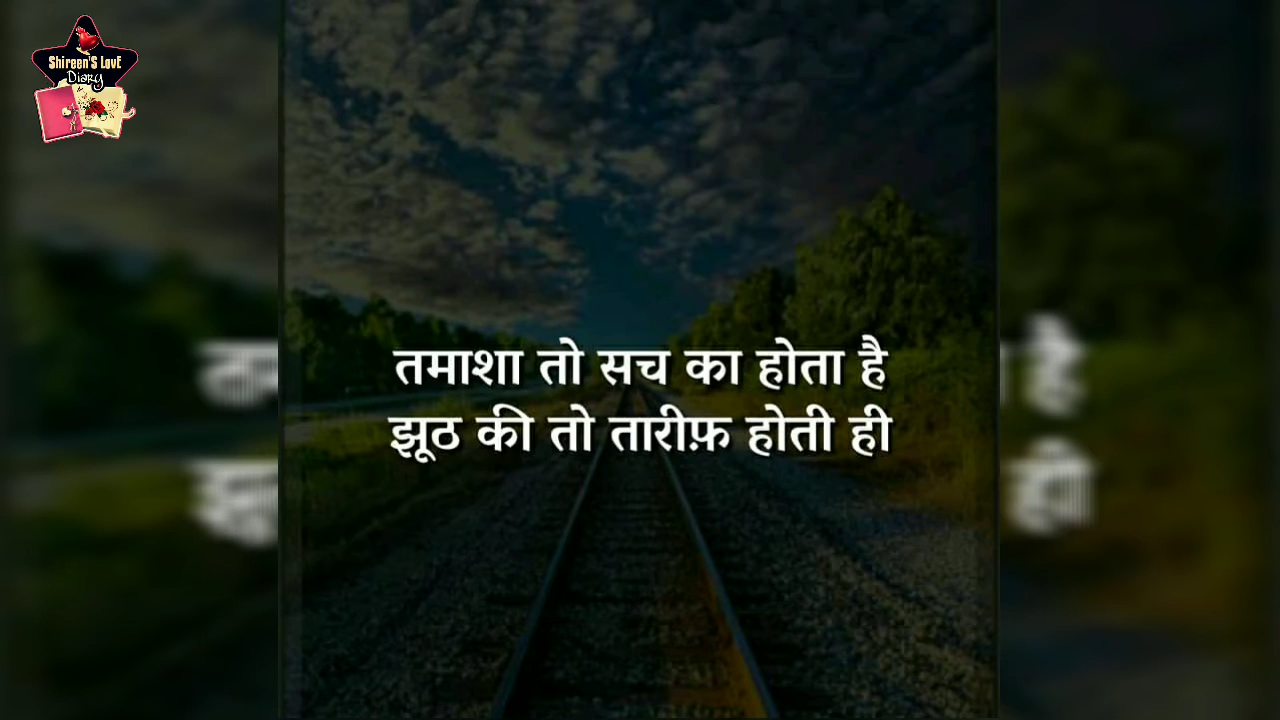 Shireen'S LovE
Diary
तमाशा तो सच का होता है
झूठ की तो तारीफ़ होती ही